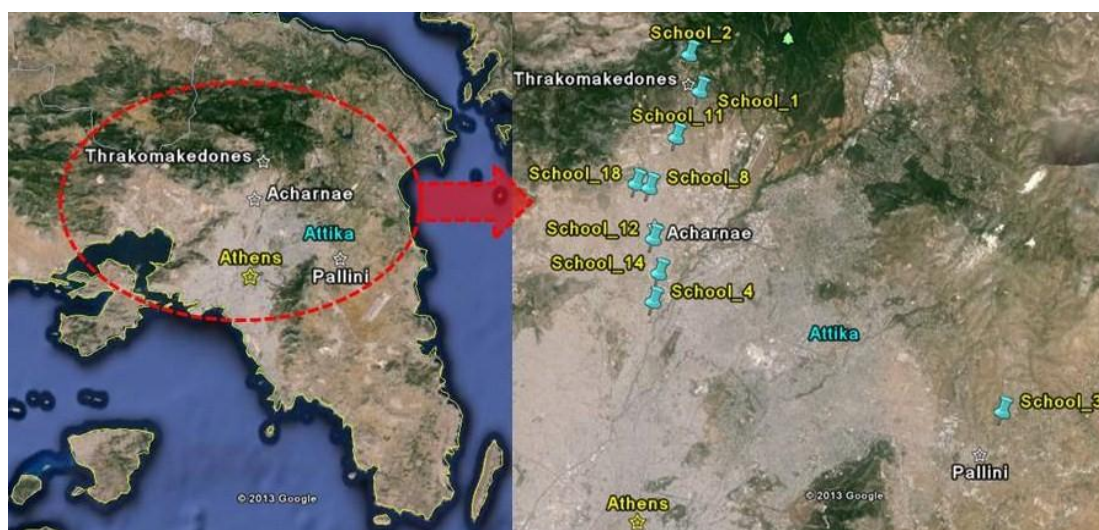 Thrakomakedones
Acharnae
Attika
Athens
Pallini
© 2013 Google
School_2
Thrakomakedones
School_1
School_11
School_18
School_8
School_12
Acharnae
School_14
School_4
Attika
School_3
Pallini
© 2013 Google
Athens